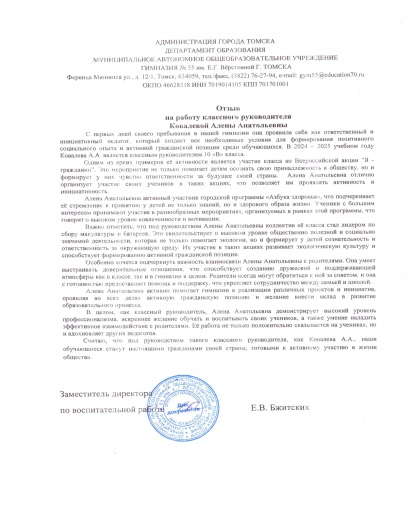 АДМИНИСТРАЦИЯ ГОРОДА ТОМСКА
ДЕПАРТАМЕНТ ОБРАЗОВАНИЯ
МУНИЦИПАЛЬНОЕ АВТОНОМНОЕ ОБЩЕОБРАЗОВАТЕЛЬНОЕ УЧРЕЖДЕНИЕ
ГИМНАЗИЯ № 55 им. Е.Г. Вёрсткиной Г. ТОМСКА
Ференца Мюнниха ул., д. 12/1, Томск, 634059, тел./факс, (3822) 76-27-94, e-mail: gym55@education70.ru
ОКПО 46628318 ИНН 7019014105 КПП 701701001
Отзыв
на работу классного руководителя
Ковалевой Алены Анатольевны
С первых дней своего пребывания в нашей гимназии она проявила себя как ответственный и
инициативный педагог, который создает все необходимые условия для формирования позитивного
социального опыта и активной гражданской позиции среди обучающихся. В 2024 – 2025 учебном году
Ковалева А.А. является классным руководителем 10 «В» класса.
Одним из ярких примеров её активности является участие класса во Всероссийской акции "Я -
гражданин". Это мероприятие не только помогает детям осознать свою принадлежность к обществу, но и
формирует у них чувство ответственности за будущее своей страны. Алена Анатольевна отлично
организует участие своих учеников в таких акциях, что позволяет им проявлять активность и
инициативность.
Алена Анатольевна активный участник городской программы «Азбука здоровья», что подчеркивает
её стремление к привитию у детей не только знаний, но и здорового образа жизни. Ученики с большим
интересом принимают участие в разнообразных мероприятиях, организуемых в рамках этой программы, что
говорит о высоком уровне вовлеченности и мотивации.
Важно отметить, что под руководством Алены Анатольевны коллектив её класса стал лидером по
сбору макулатуры и батареек. Это свидетельствует о высоком уровне общественно полезной и социально
значимой деятельности, которая не только помогает экологии, но и формирует у детей сознательность и
ответственность за окружающую среду. Их участие в таких акциях развивает экологическую культуру и
способствует формированию активной гражданской позиции.
Особенно хочется подчеркнуть важность взаимосвязи Алены Анатольевны с родителями. Она умеет
выстраивать доверительные отношения, что способствует созданию дружеской и поддерживающей
атмосферы как в классе, так и в гимназии в целом. Родители всегда могут обратиться к ней за советом, и она
с готовностью предоставляет помощь и поддержку, что укрепляет сотрудничество между семьей и школой.
Алена Анатольевна активно помогает гимназии в реализации различных проектов и инициатив,
проявляя во всех делах активную гражданскую позицию и желание внести вклад в развитие
образовательного процесса.
В целом, как классный руководитель, Алена Анатольевна демонстрирует высокий уровень
профессионализма, искреннее желание обучать и воспитывать своих учеников, а также умение наладить
эффективное взаимодействие с родителями. Её работа не только положительно сказывается на учениках, но
и вдохновляет других педагогов.
Считаю, что под руководством такого классного руководителя, как Ковалева А.А., наши
обучающиеся станут настоящими гражданами своей страны, готовыми к активному участию в жизни
общества.
Заместитель директора
по воспитательной работе Е.В. Бжитских
Для документов